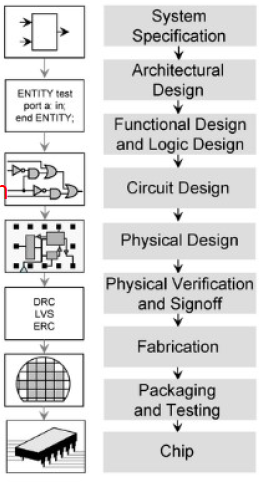 System
Specification
Architectural
Design
ENTITY test
port a: in;
end ENTITY;
Functional Design
and Logic Design
Circuit Design
Physical Design
Physical Verification
and Signoff
DRC
LVS
ERC
Fabrication
Packaging
and Testing
Chip